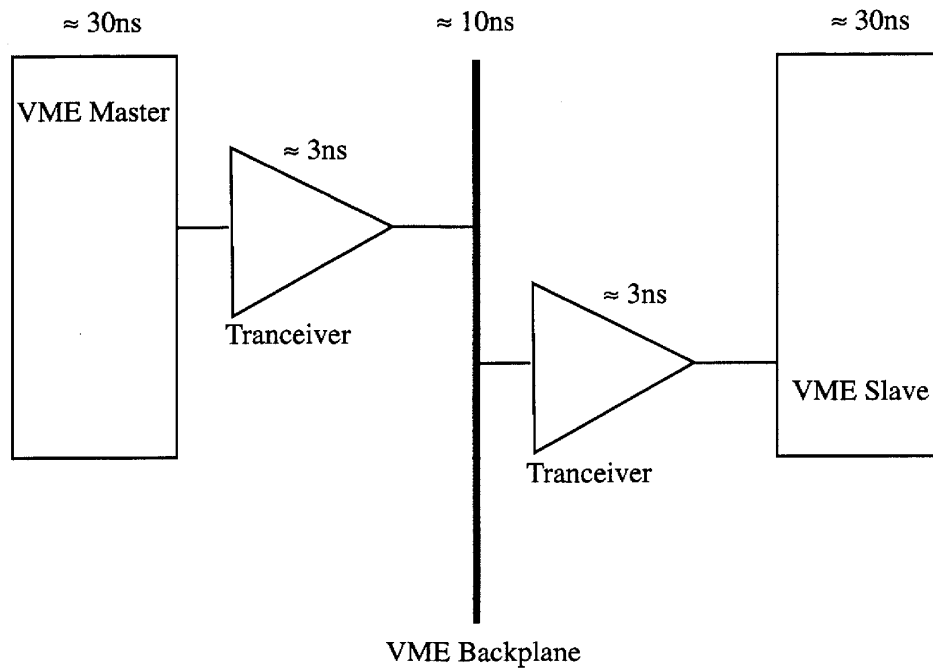 ≈ 30ns
≈ 10ns
≈ 30ns
VME Master
≈ 3ns
Tranceiver
≈ 3ns
VME Slave
Tranceiver
VME Backplane